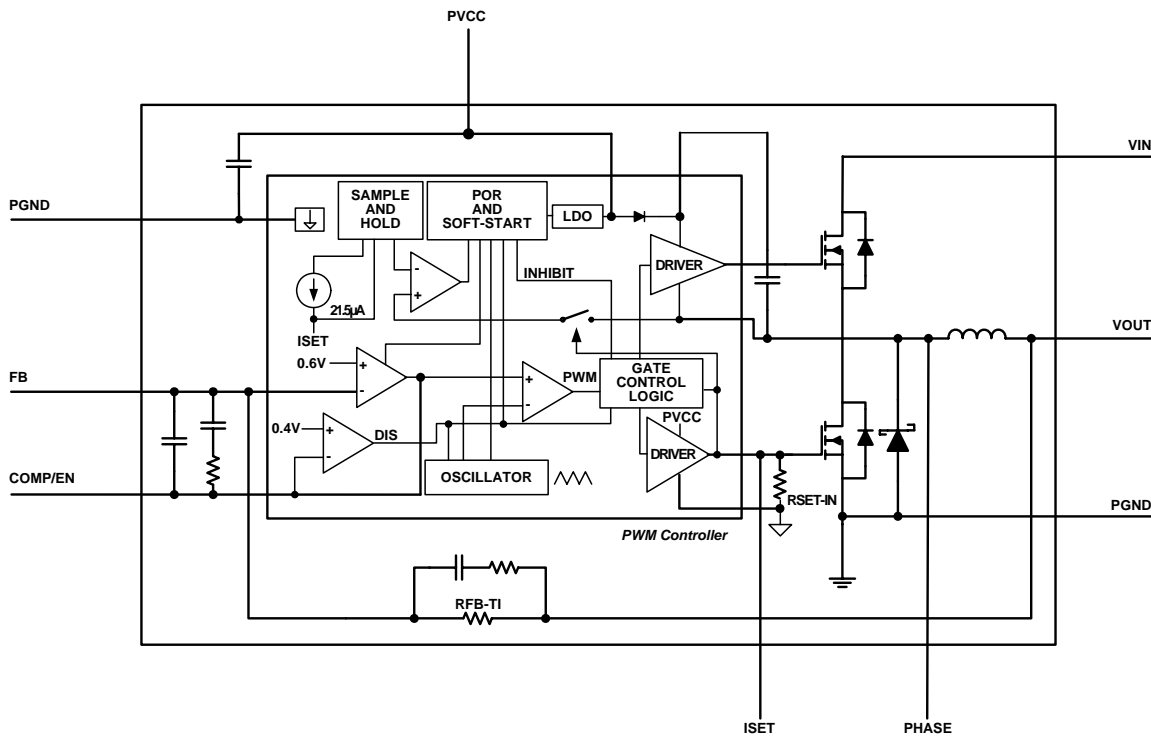 PVCC
VIN
PGND
SAMPLE
AND
HOLD
POR
AND
SOFT-START
LDO
DRIVER
INHIBIT
21.5µA
ISET
VOUT
0.6V
FB
PWM
GATE
CONTROL
LOGIC
PVCC
0.4V
DIS
DRIVER
OSCILLATOR
COMP/EN
RSET-IN
PGND
PWM Controller
RFB-TI
ISET
PHASE